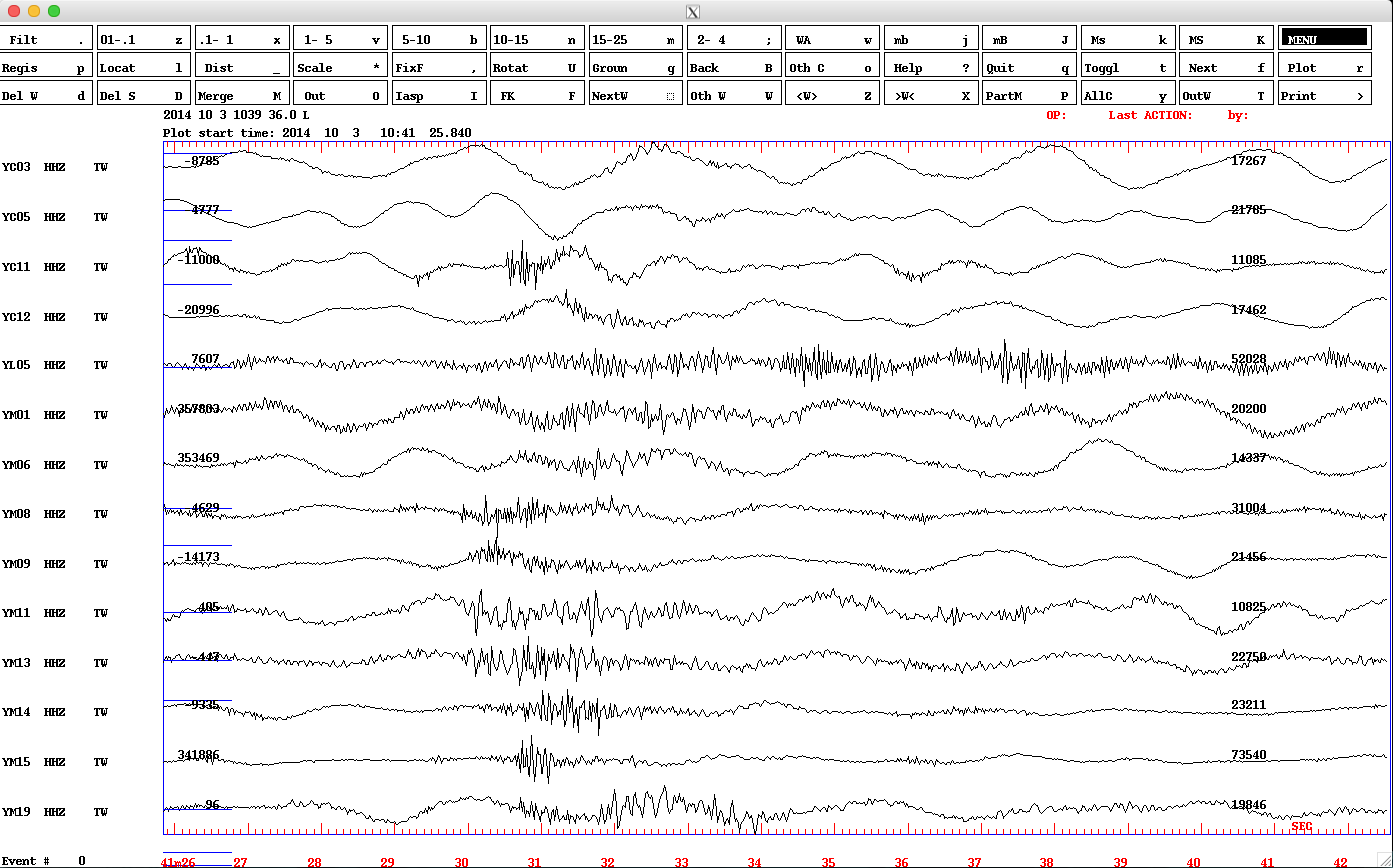 Filt . 01-.1 z .1- 1 x 1- 5 v 5-10 b 10-15 n 15-25 m 2- 4 ; WA w mb j mB J Ms k MS K MENU
Regis p Locat l Dist _ Scale * FixF , Rotat U Groun g Back B Oth C o Help ? Quit q Toggl t Next f Plot r
Del W d Del S D Merge M Out O Iasp I FK F NextW Oth W W <W> Z >W< X PartM P AllC y OutW T Print >
2014 10 3 1039 36.0 L OP: Last ACTION: by:
Plot start time: 2014 10 3 10:41 25.840
YC03 HHZ TW -8785 17267
YC05 HHZ TW 4777 21785
YC11 HHZ TW -11000 11085
YC12 HHZ TW -20996 17462
YL05 HHZ TW 7607 52028
YM01 HHZ TW 357803 20200
YM06 HHZ TW 353469 14337
YM08 HHZ TW 4629 31004
YM09 HHZ TW -14173 21456
YM11 HHZ TW 405 10825
YM13 HHZ TW -447 22750
YM14 HHZ TW -9335 23211
YM15 HHZ TW 341886 73540
YM19 HHZ TW 96 19846
SEC
Event # 0 41m26 27 28 29 30 31 32 33 34 35 36 37 38 39 40 41 42